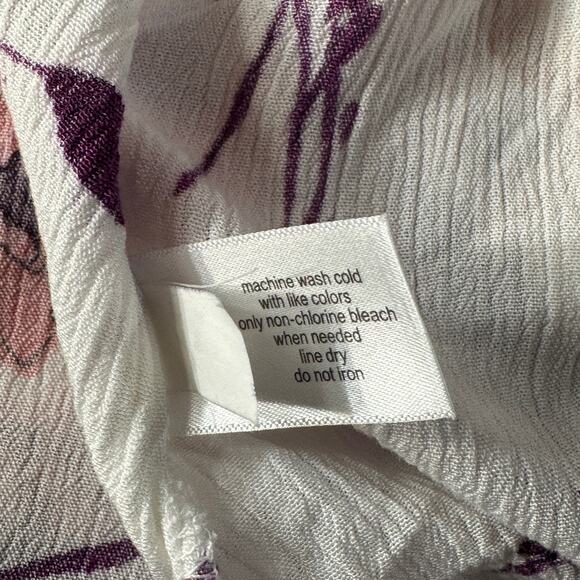 machine wash cold
with like colors
only non-chlorine bleach
when needed
line dry
do not iron